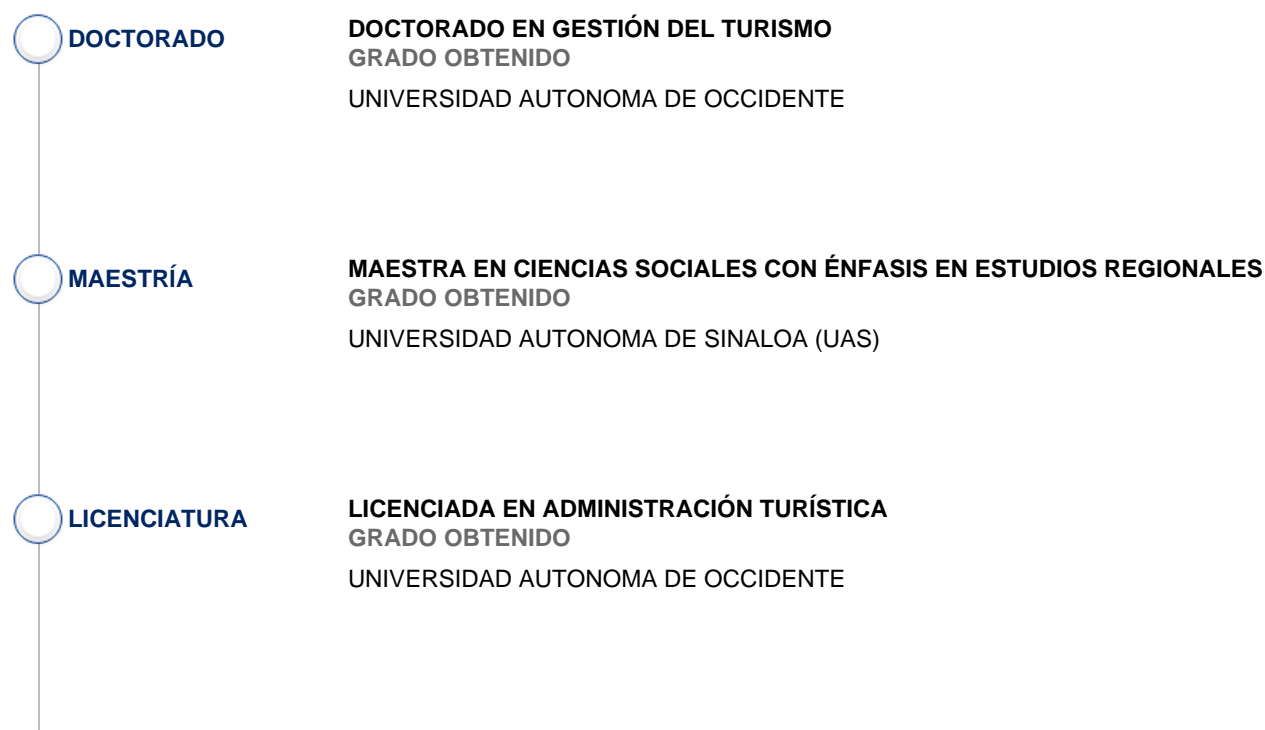 DOCTORADO
DOCTORADO EN GESTIÓN DEL TURISMO
GRADO OBTENIDO
UNIVERSIDAD AUTONOMA DE OCCIDENTE
MAESTRÍA
MAESTRA EN CIENCIAS SOCIALES CON ÉNFASIS EN ESTUDIOS REGIONALES
GRADO OBTENIDO
UNIVERSIDAD AUTONOMA DE SINALOA (UAS)
LICENCIATURA
LICENCIADA EN ADMINISTRACIÓN TURÍSTICA
GRADO OBTENIDO
UNIVERSIDAD AUTONOMA DE OCCIDENTE